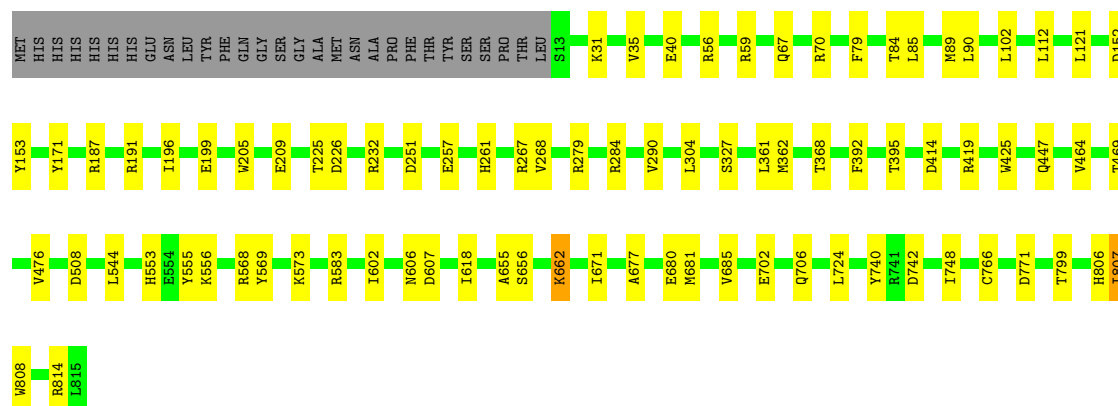 MET HIS HIS HIS HIS HIS HIS GLU ASN LEU TYR PHE GLN GLY SER GLY ALA MET ASN ALA PRO PHE THR TYR SER SER PRO THR LEU S13 K31 V35 E40 R56 R59 Q67 R70 F79 T84 L85 M89 L90 L102 L112 L121 D152
Y153 Y171 R187 R191 I196 E199 W205 E209 T225 D226 R232 D251 E257 H261 R267 V268 R279 R284 V290 L304 S327 L361 M362 T368 F392 T395 D414 R419 W425 Q447 V464 T469
V476 D508 L544 H553 E554 Y555 K556 R568 Y569 K573 R583 I602 N606 D607 I618 A655 S656 K662 I671 A677 E680 M681 V685 E702 Q706 L724 Y740 R741 D742 I748 C766 D771 T799 H806
W808 R814 L815